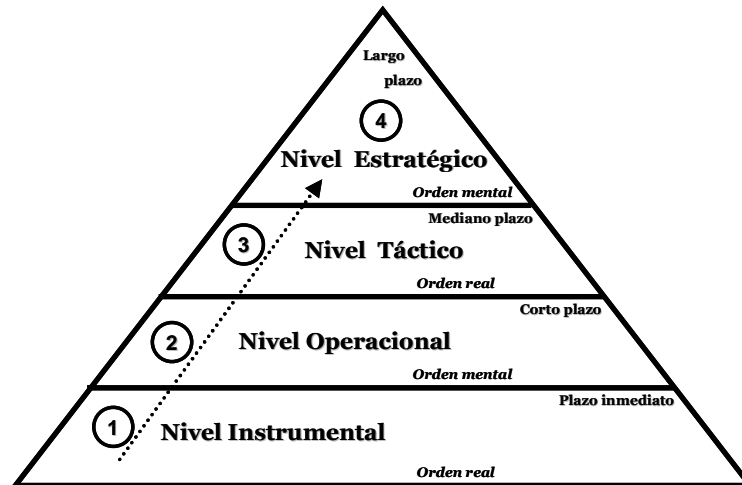 Largo
plazo
4
Nivel Estratégico
Orden mental
Mediano plazo
3
Nivel Táctico
Orden real
Corto plazo
2
Nivel Operacional
Orden mental
Plazo inmediato
1
Nivel Instrumental
Orden real